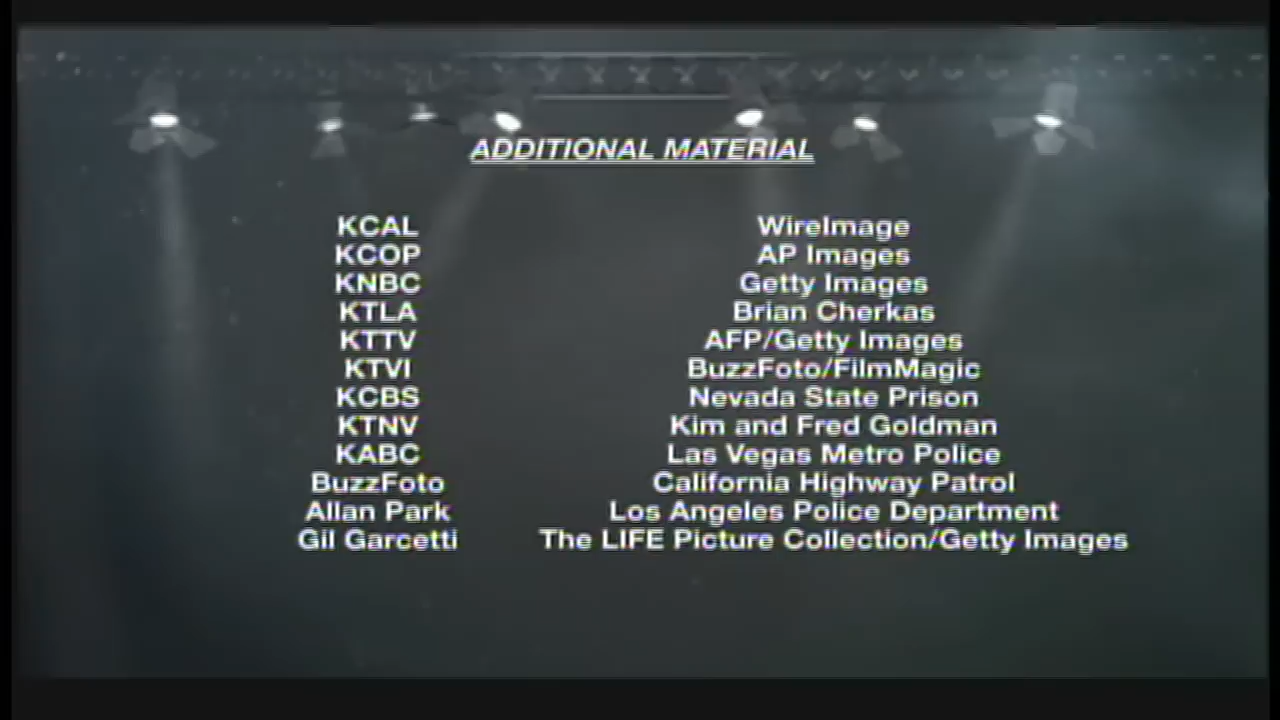 ADDITIONAL MATERIAL
KCAL WireImage
KCOP AP Images
KNBC Getty Images
KTLA Brian Cherkas
KTTV AFP/Getty Images
KTVI BuzzFoto/FilmMagic
KCBS Nevada State Prison
KTNV Kim and Fred Goldman
KABC Las Vegas Metro Police
BuzzFoto California Highway Patrol
Allan Park Los Angeles Police Department
Gil Garcetti The LIFE Picture Collection/Getty Images